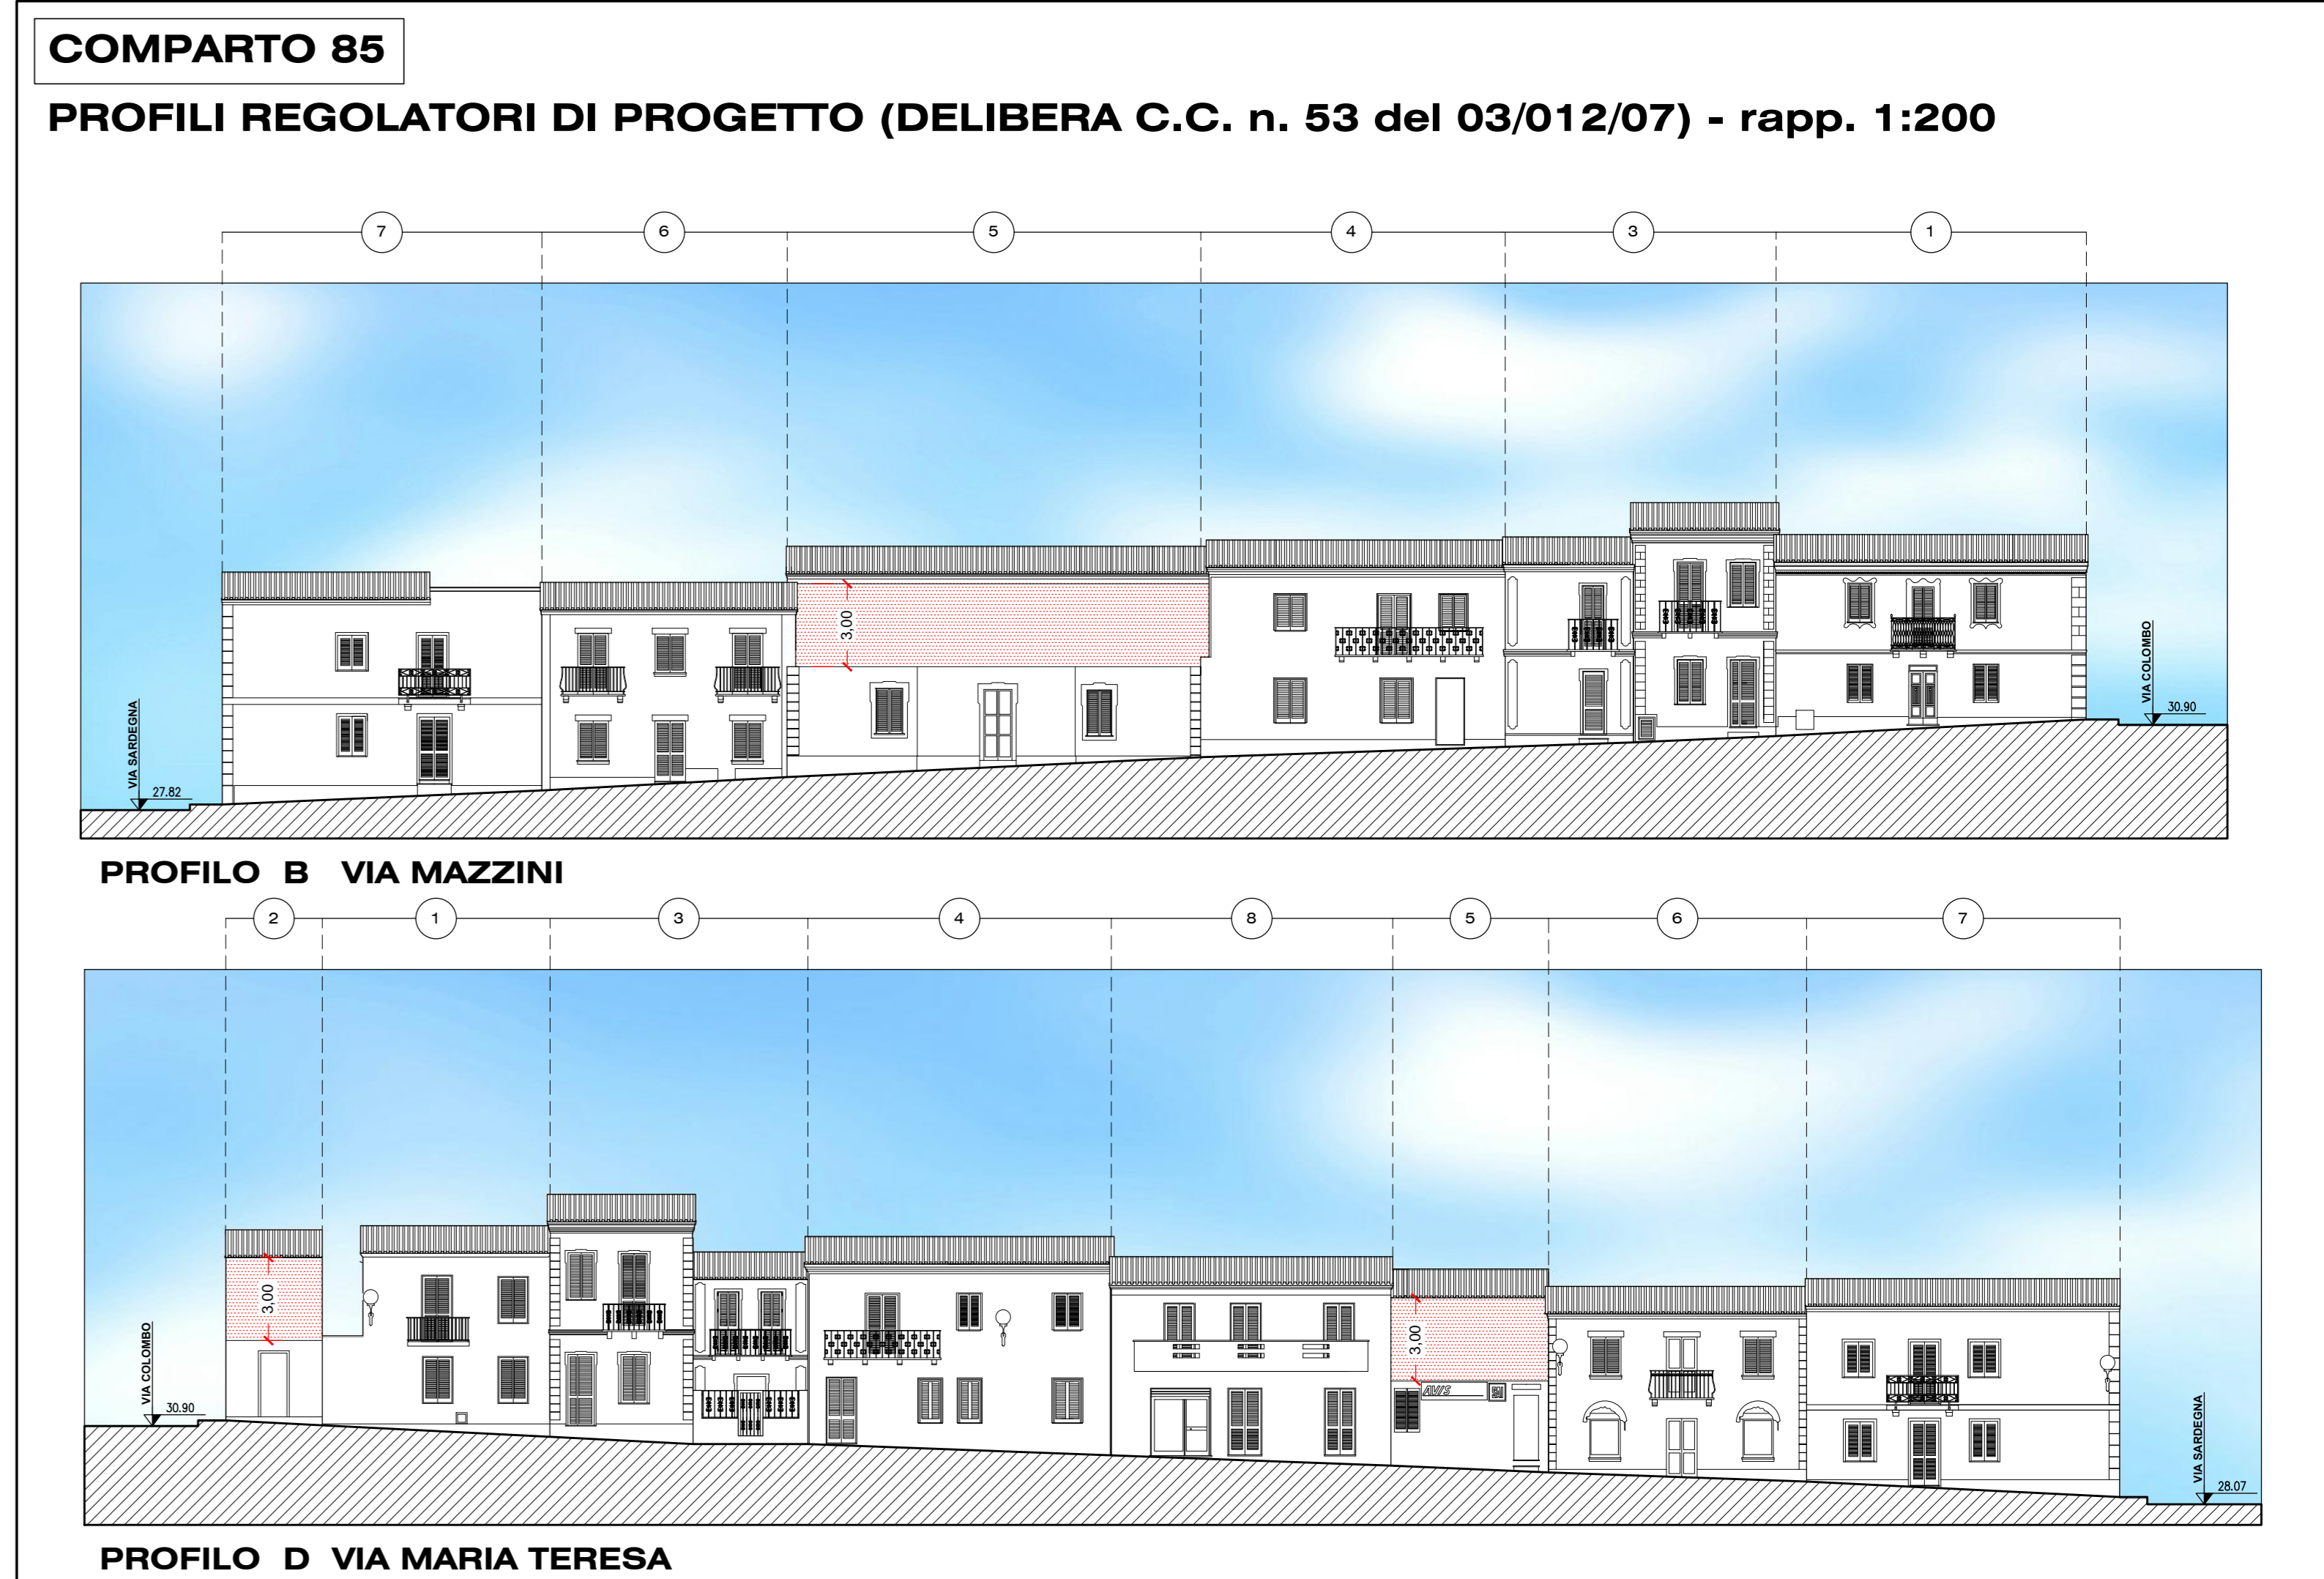 COMPARTO 85
PROFILI REGOLATORI DI PROGETTO (DELIBERA C.C. n. 53 del 03/012/07) - rapp. 1:200
7 6 5 4 3 1
3,00
VIA SARDEGNA
27.82
VIA COLOMBO
30.90
PROFILO B VIA MAZZINI
2 1 3 4 8 5 6 7
3,00
3,00
AVIS
VIA COLOMBO
30.90
VIA SARDEGNA
28.07
PROFILO D VIA MARIA TERESA